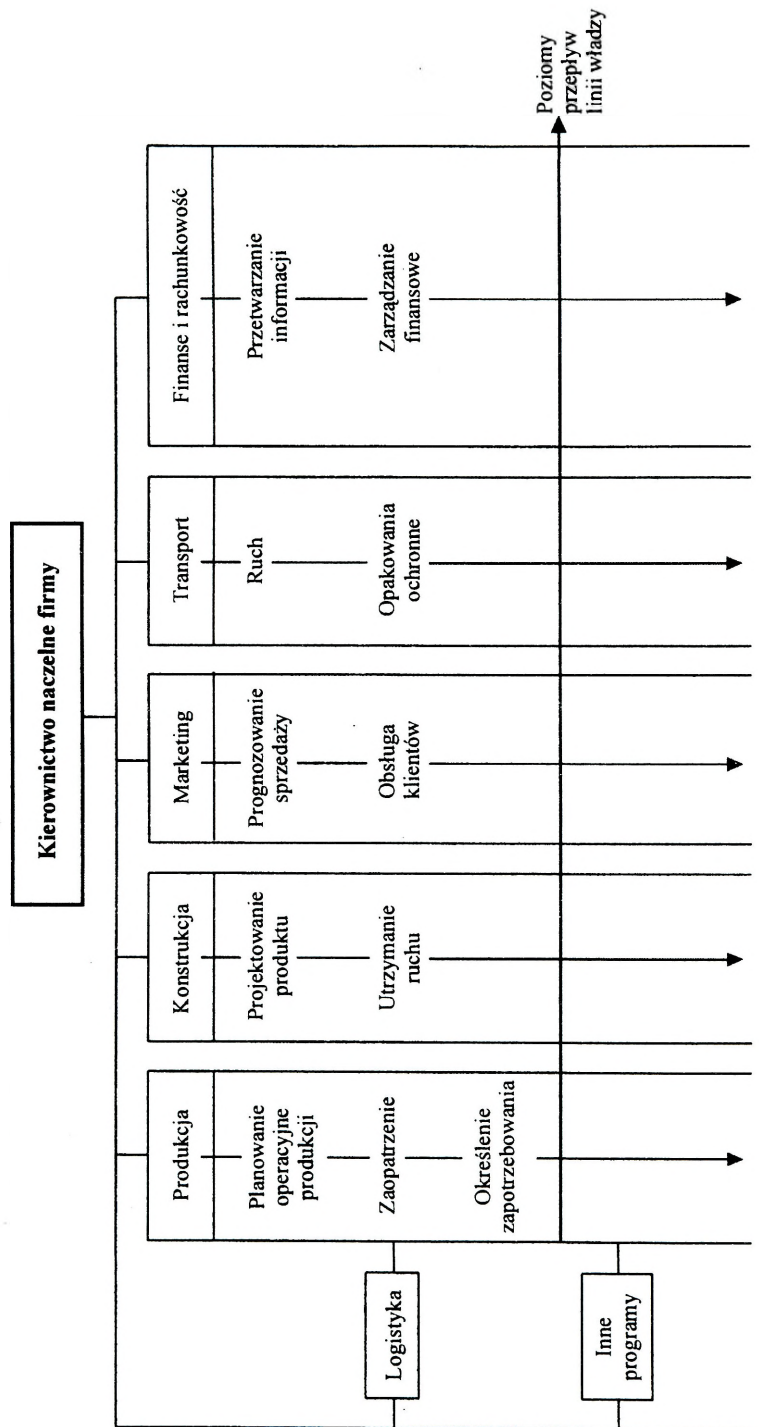 Kierownictwo naczelne firmy
Produkcja
Planowanie
operacyjne
produkcji
Zaopatrzenie
Określenie
zapotrzebowania
Konstrukcja
Projektowanie
produktu
Utrzymanie
ruchu
Marketing
Prognozowanie
sprzedaży
Obsługa
klientów
Transport
Ruch
Opakowania
ochronne
Finanse i rachunkowość
Przetwarzanie
informacji
Zarządzanie
finansowe
Logistyka
Inne
programy
Poziomy
przepływ
linii władzy